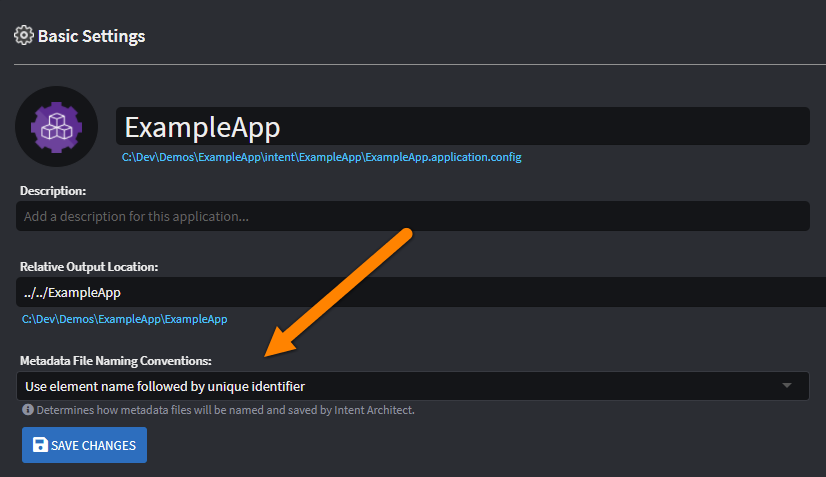 Basic Settings
ExampleApp
C:\Dev\Demos\ExampleApp\intent\ExampleApp\ExampleApp.application.config
Description:
Add a description for this application...
Relative Output Location:
../../ExampleApp
C:\Dev\Demos\ExampleApp\ExampleApp
Metadata File Naming Conventions:
Use element name followed by unique identifier
Determines how metadata files will be named and saved by Intent Architect.
SAVE CHANGES